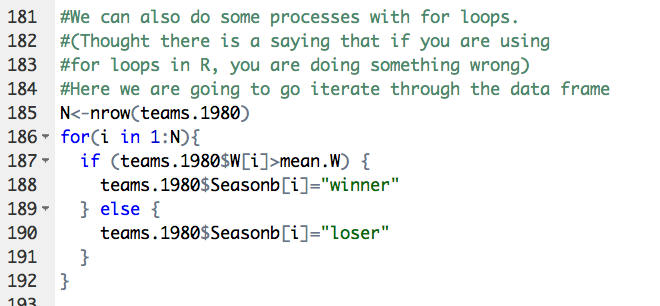 181 #We can also do some processes with for loops.
182 #(Thought there is a saying that if you are using
183 #for loops in R, you are doing something wrong)
184 #Here we are going to go iterate through the data frame
185 N<-nrow(teams.1980)
186 for(i in 1:N){
187   if (teams.1980$W[i]>mean.W) {
188     teams.1980$Seasonb[i]="winner"
189   } else {
190     teams.1980$Seasonb[i]="loser"
191   }
192 }
193